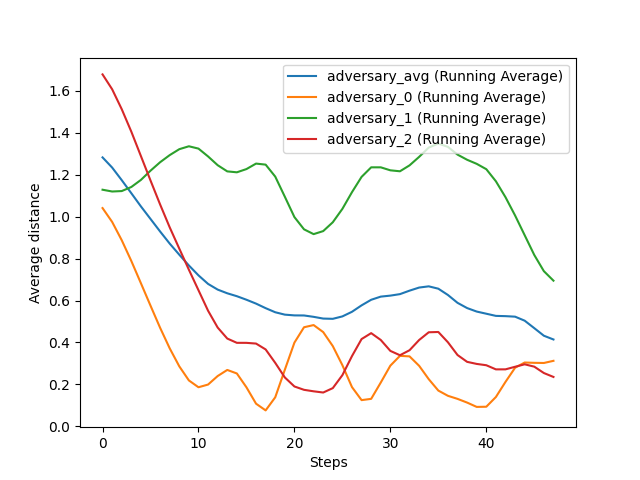 adversary_avg (Running Average)
adversary_0 (Running Average)
adversary_1 (Running Average)
adversary_2 (Running Average)
1.6
1.4
1.2
1.0
0.8
0.6
0.4
0.2
0.0
Average distance
0 10 20 30 40
Steps